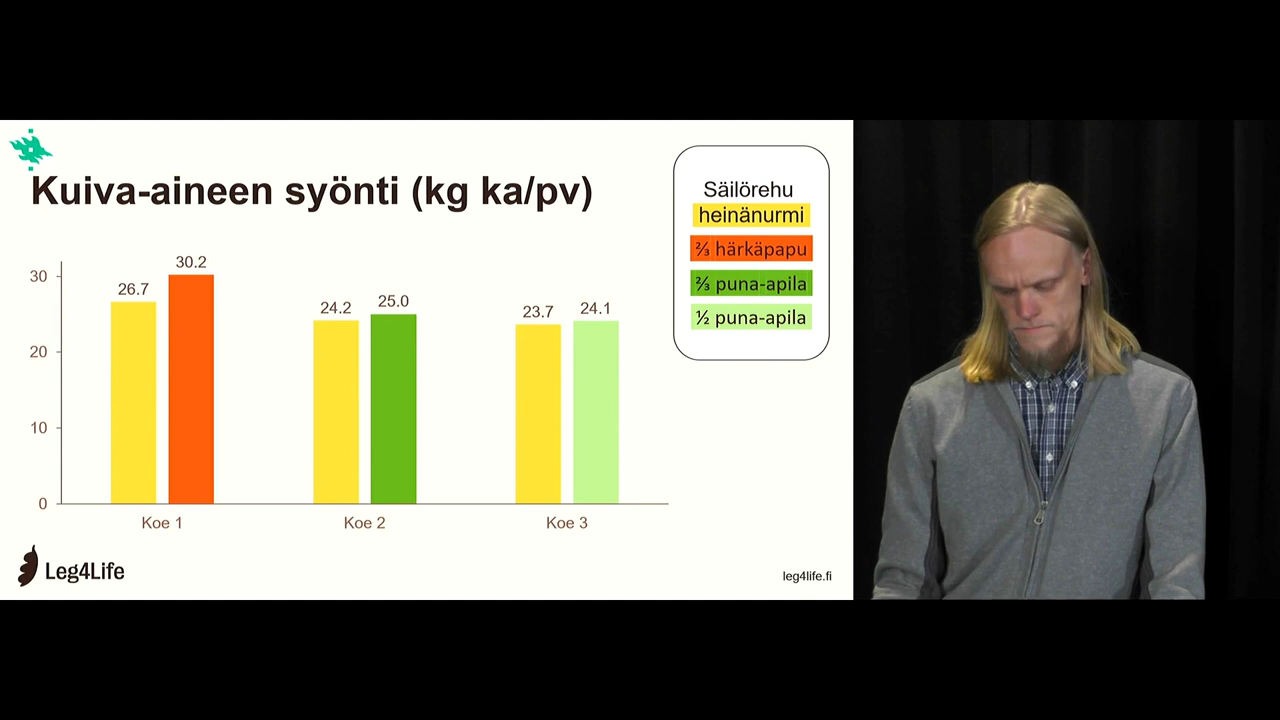 Kuiva-aineen syönti (kg ka/pv)
Säilörehu
heinänurmi
⅔ härkäpapu
⅔ puna-apila
½ puna-apila
30
20
10
0
26.7
30.2
24.2
25.0
23.7
24.1
Koe 1
Koe 2
Koe 3
Leg4Life
leg4life.fi